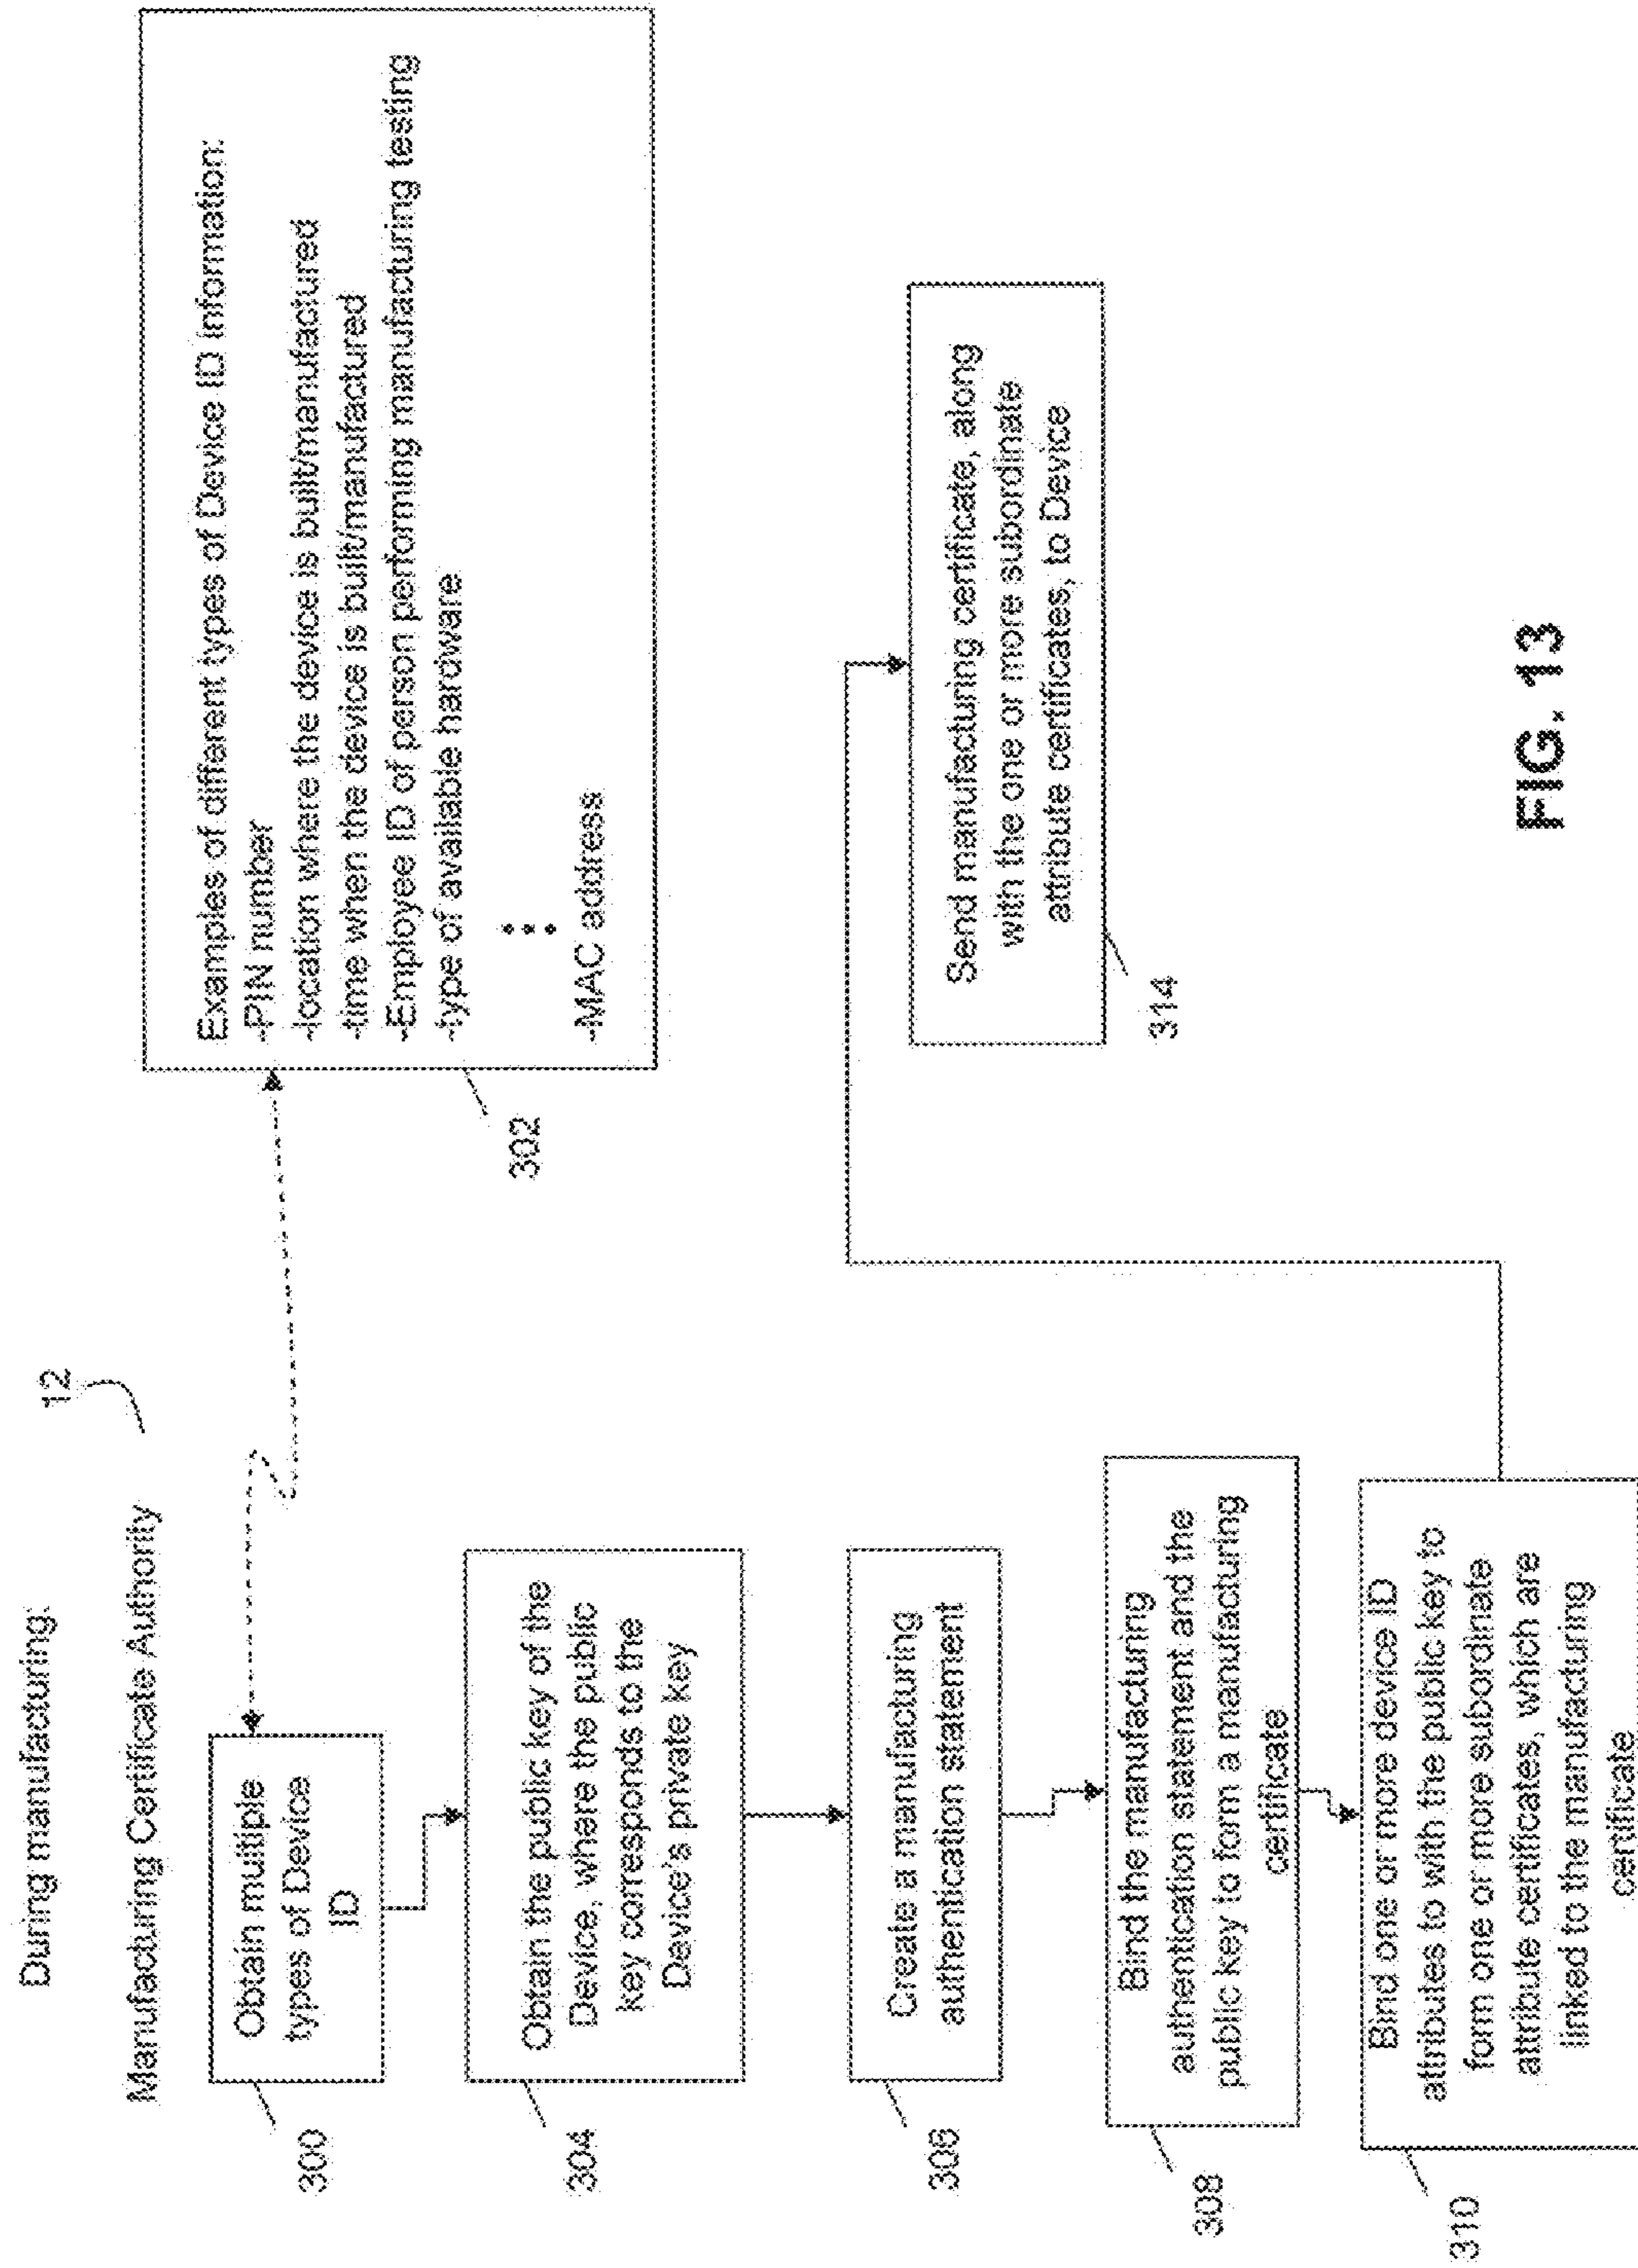 During manufacturing:
Manufacturing Certificate Authority
12
300
Obtain multiple
types of Device
ID
Examples of different types of Device ID information:
-PIN number
-location where the device is built/manufactured
-time when the device is built/manufactured
-Employee ID of person performing manufacturing testing
-type of available hardware
-MAC address
302
304
Obtain the public key of the
Device, where the public
key corresponds to the
Device's private key
306
Create a manufacturing
authentication statement
308
Bind the manufacturing
authentication statement and the
public key to form a manufacturing
certificate
310
Bind one or more device ID
attributes to with the public key to
form one or more subordinate
attribute certificates, which are
linked to the manufacturing
certificate
Send manufacturing certificate, along
with the one or more subordinate
attribute certificates, to Device
314
FIG. 13